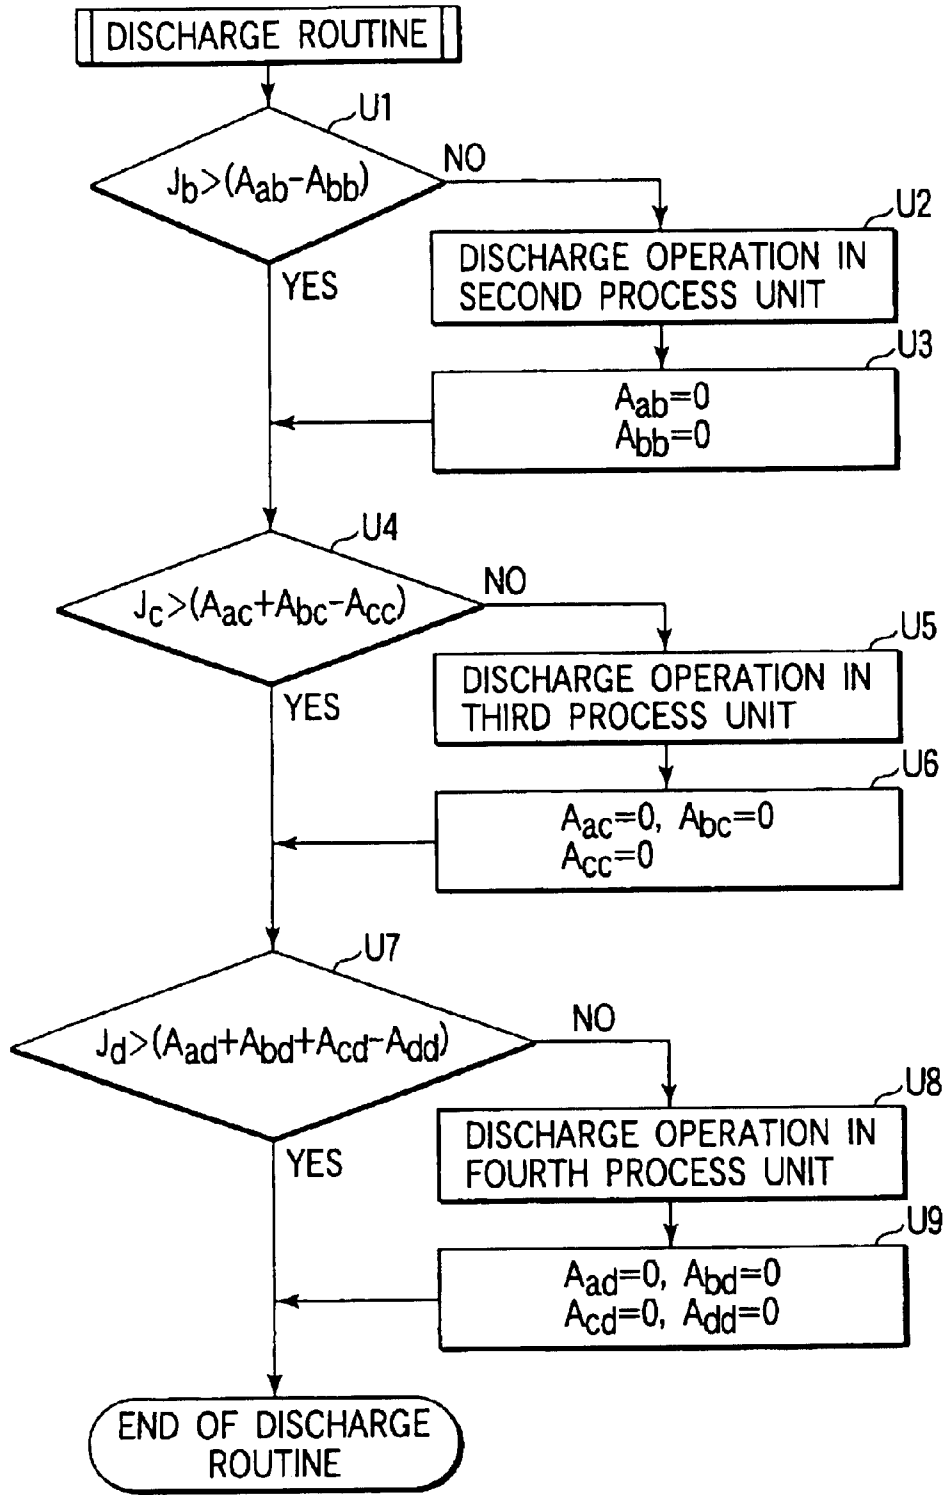 DISCHARGE ROUTINE
U1
Jb>(Aab-Abb)
NO
YES
U2
DISCHARGE OPERATION IN
SECOND PROCESS UNIT
U3
Aab=0
Abb=0
U4
Jc>(Aac+Abc-Acc)
NO
YES
U5
DISCHARGE OPERATION IN
THIRD PROCESS UNIT
U6
Aac=0, Abc=0
Acc=0
U7
Jd>(Aad+Abd+Acd-Add)
NO
YES
U8
DISCHARGE OPERATION IN
FOURTH PROCESS UNIT
U9
Aad=0, Abd=0
Acd=0, Add=0
END OF DISCHARGE
ROUTINE